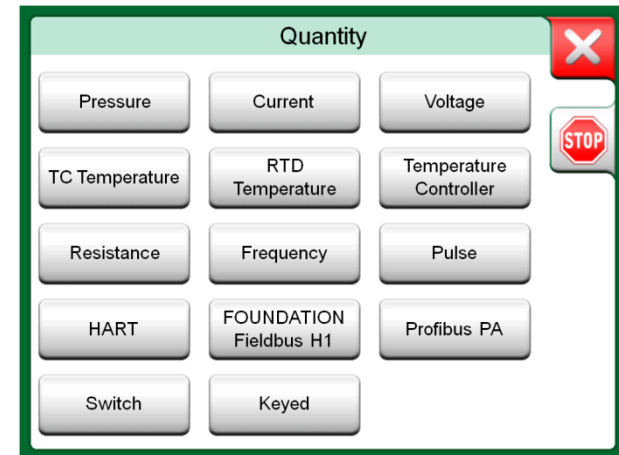 Quantity
Pressure
Current
Voltage
STOP
TC Temperature
RTD
Temperature
Temperature
Controller
Resistance
Frequency
Pulse
HART
FOUNDATION
Fieldbus H1
Profibus PA
Switch
Keyed